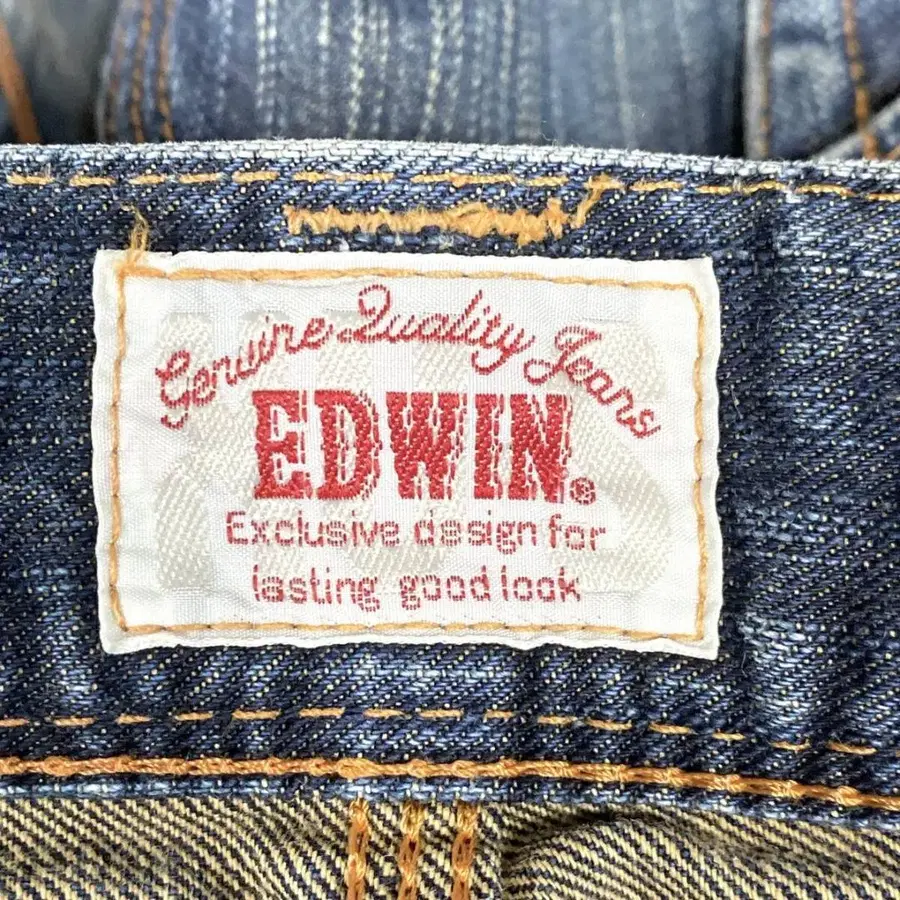 Genuine Quality Jeans
EDWIN®
Exclusive design for
lasting good look